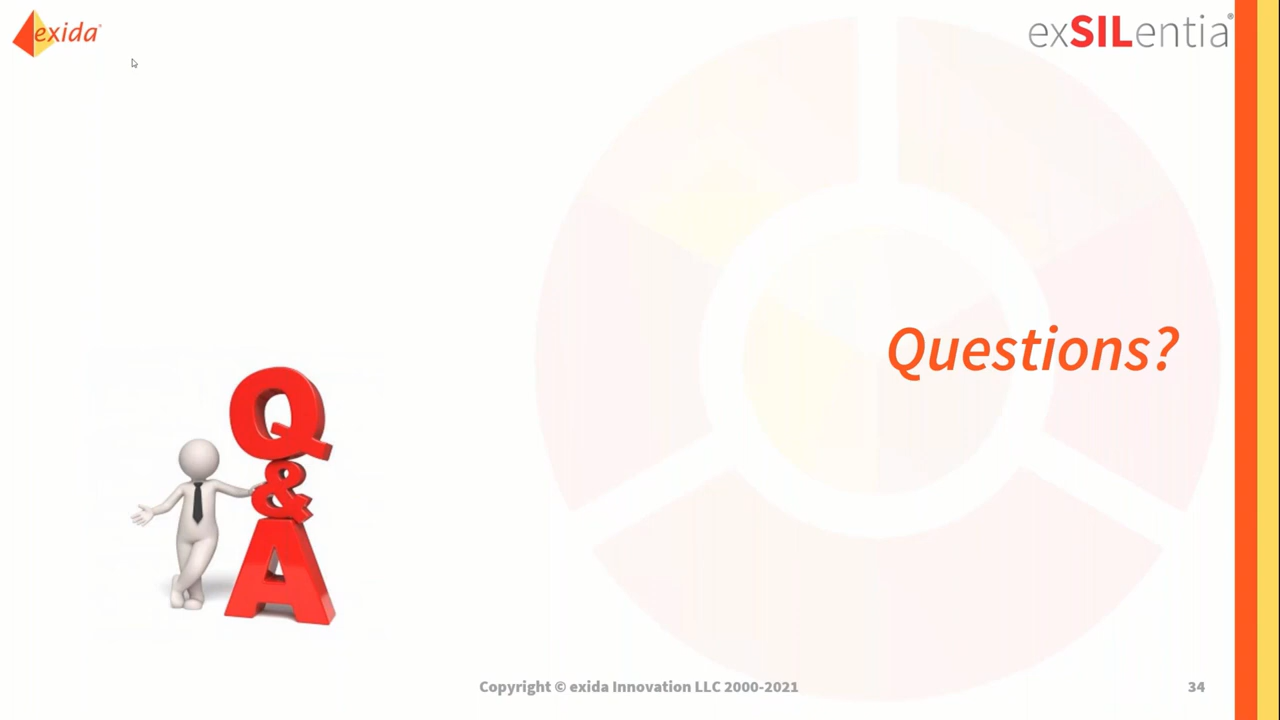 exida®
exSILentia®
Questions?
Q
&
A
Copyright © exida Innovation LLC 2000-2021
34